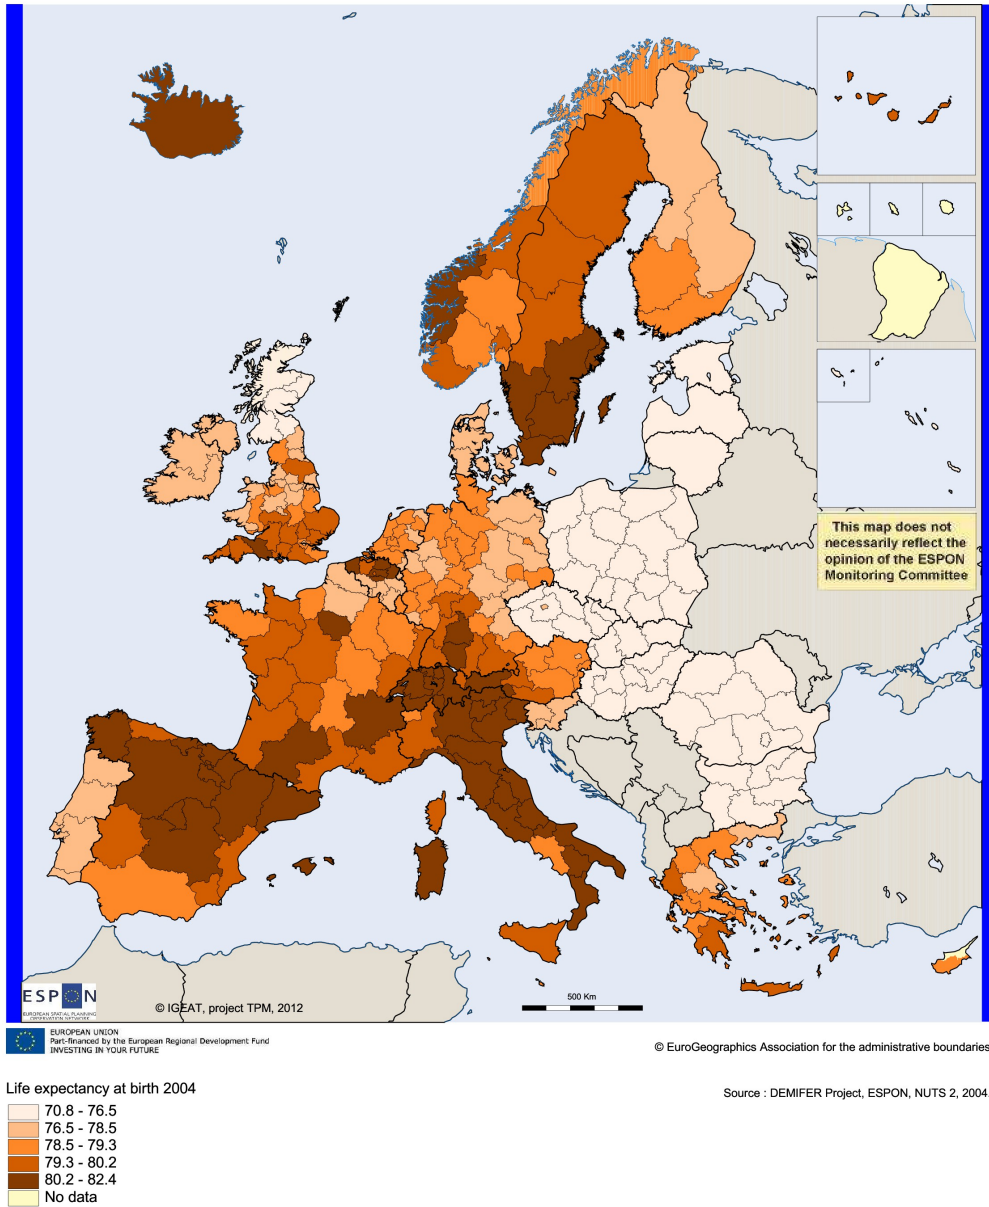 This map does not
necessarily reflect the
opinion of the ESPON
Monitoring Committee
ESPON
EUROPEAN SPATIAL PLANNING
OBSERVATION NETWORK
© IGEAT, project TPM, 2012
500 Km
EUROPEAN UNION
Part-financed by the European Regional Development Fund
INVESTING IN YOUR FUTURE
© EuroGeographics Association for the administrative boundaries
Life expectancy at birth 2004
Source : DEMIFER Project, ESPON, NUTS 2, 2004.
70.8 - 76.5
76.5 - 78.5
78.5 - 79.3
79.3 - 80.2
80.2 - 82.4
No data